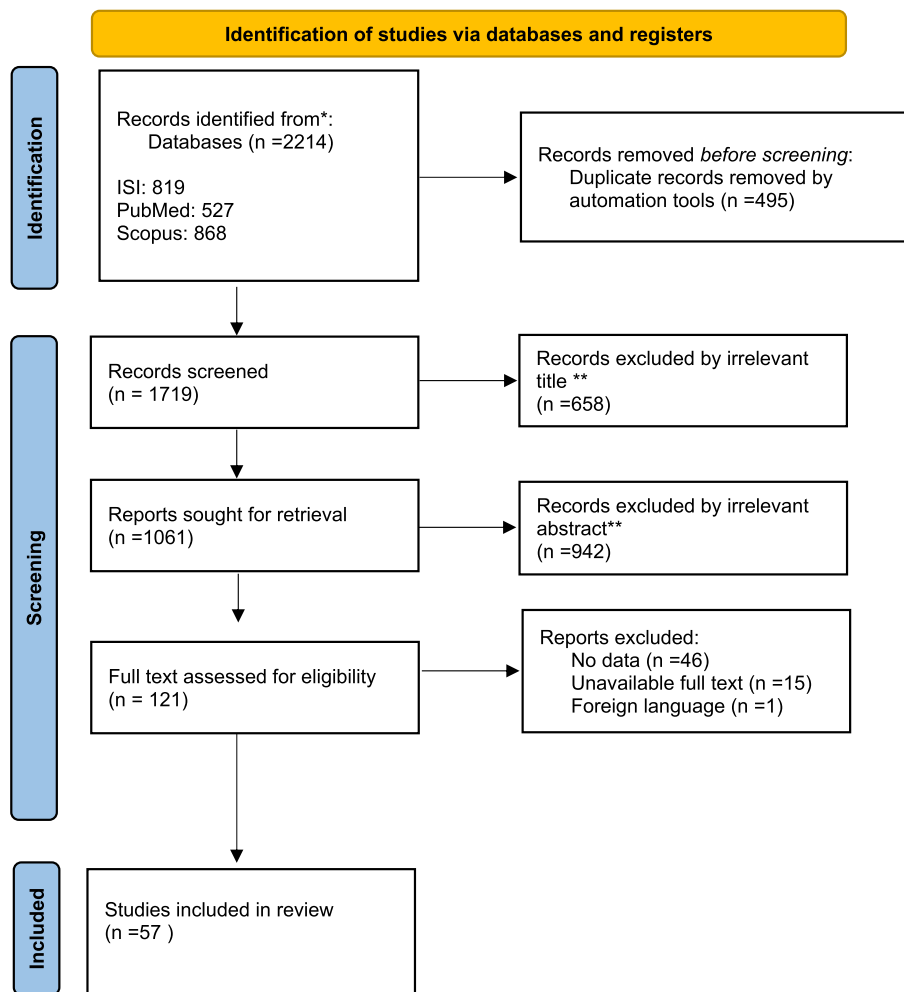 Identification of studies via databases and registers
Identification
Records identified from*:
Databases (n =2214)
ISI: 819
PubMed: 527
Scopus: 868
Records removed before screening:
Duplicate records removed by
automation tools (n =495)
Screening
Records screened
(n = 1719)
Records excluded by irrelevant
title **
(n =658)
Reports sought for retrieval
(n =1061)
Records excluded by irrelevant
abstract**
(n =942)
Full text assessed for eligibility
(n = 121)
Reports excluded:
No data (n =46)
Unavailable full text (n =15)
Foreign language (n =1)
Included
Studies included in review
(n =57 )